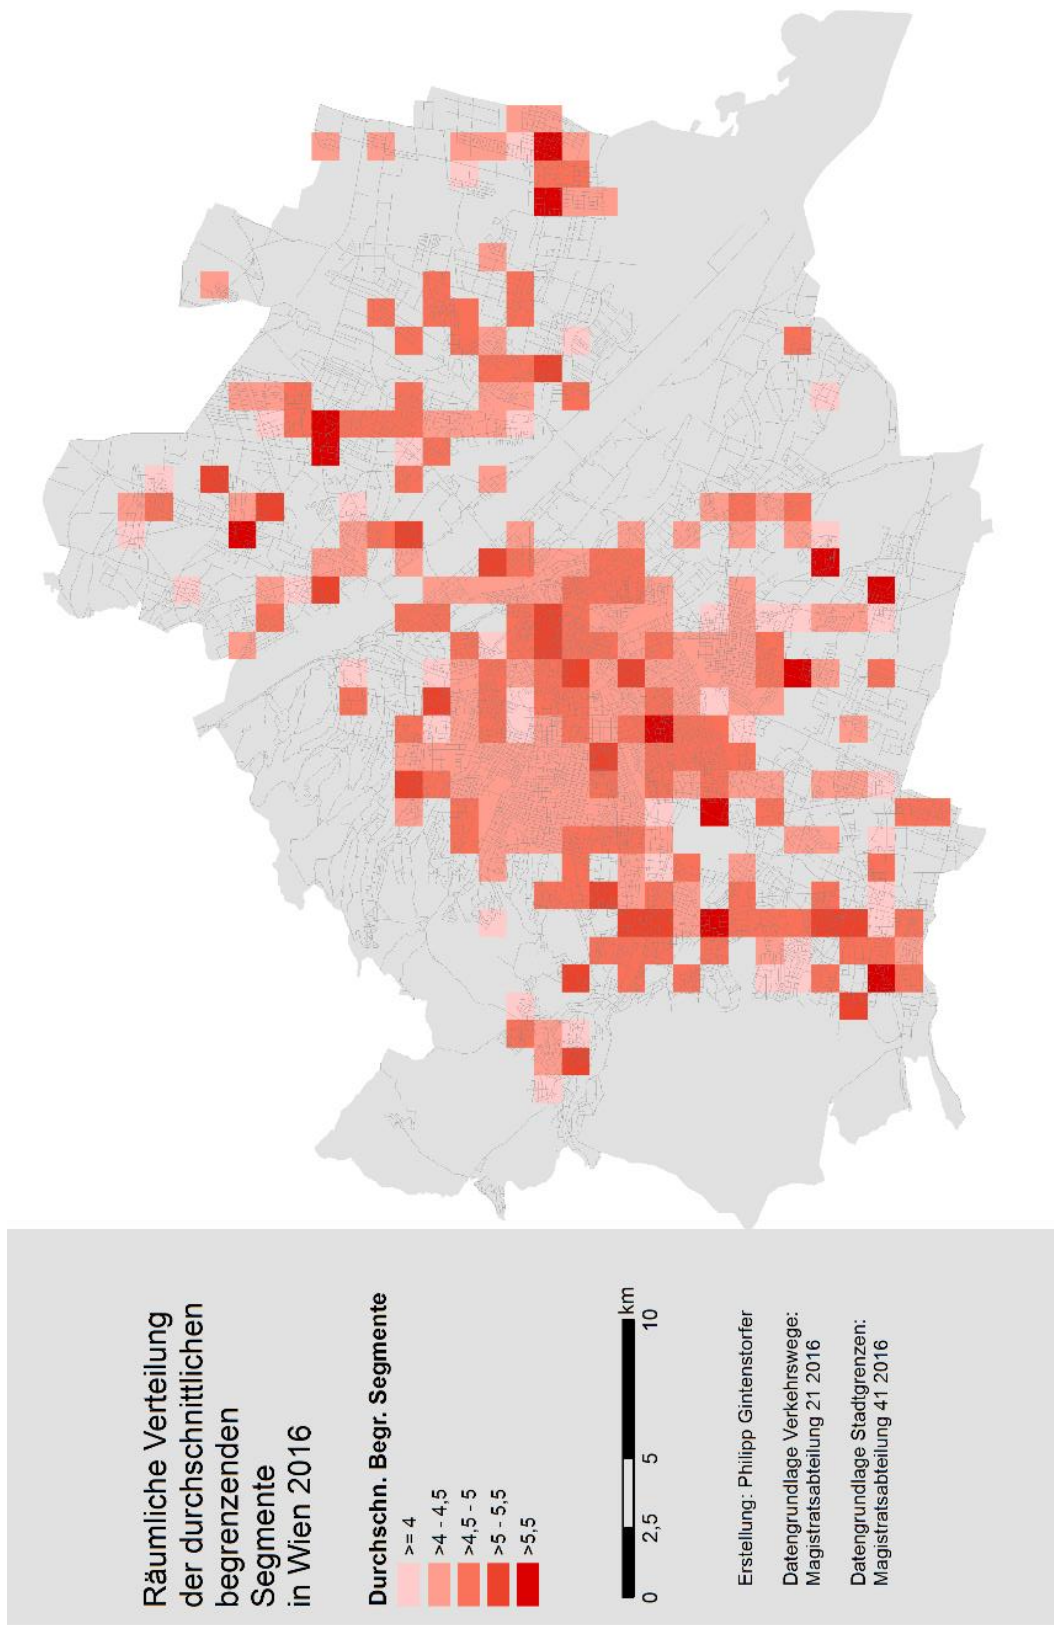 Räumliche Verteilung
der durchschnittlichen
begrenzenden
Segmente
in Wien 2016
Durchschn. Begr. Segmente
>= 4
>4 - 4,5
>4,5 - 5
>5 - 5,5
>5,5
0 2,5 5 10
km
Erstellung: Philipp Gintenstorfer
Datengrundlage Verkehrswege:
Magistratsabteilung 21 2016
Datengrundlage Stadtgrenzen:
Magistratsabteilung 41 2016